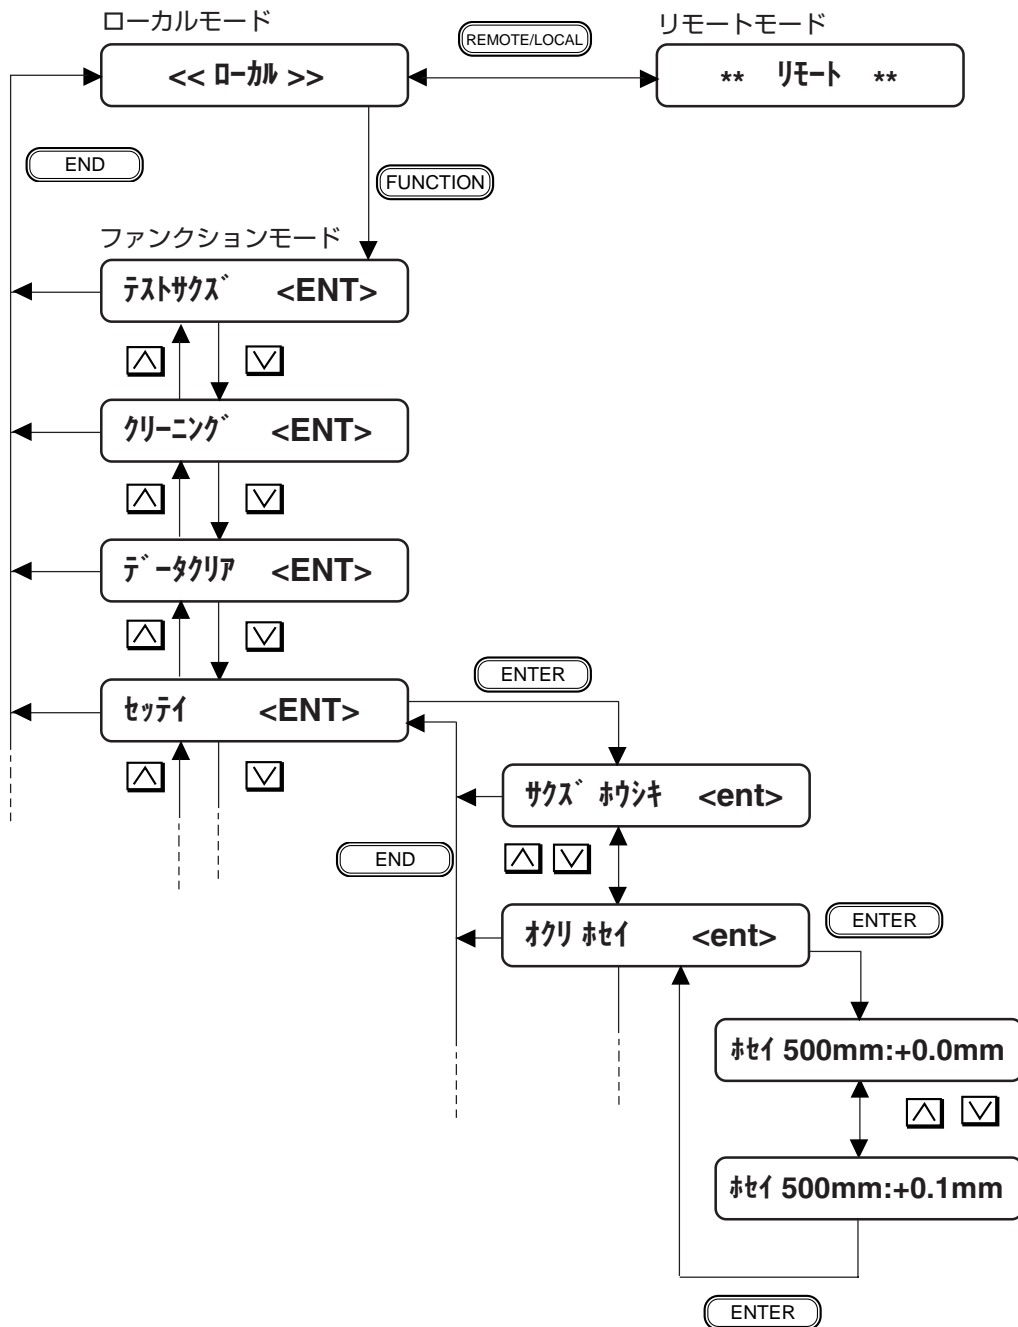 ローカルモード
REMOTE/LOCAL
リモートモード
<< ﾛｰｶﾙ >>
** ﾘﾓｰﾄ **
END
FUNCTION
ファンクションモード
ﾃｽﾄｻｸｽﾞ <ENT>
ｸﾘｰﾆﾝｸﾞ <ENT>
ﾃﾞｰﾀｸﾘｱ <ENT>
ENTER
ｾｯﾃｲ <ENT>
ｻｸｽﾞ ﾎｳｼｷ <ent>
END
ｵｸﾘ ﾎｾｲ <ent>
ENTER
ﾎｾｲ 500mm:+0.0mm
ﾎｾｲ 500mm:+0.1mm
ENTER